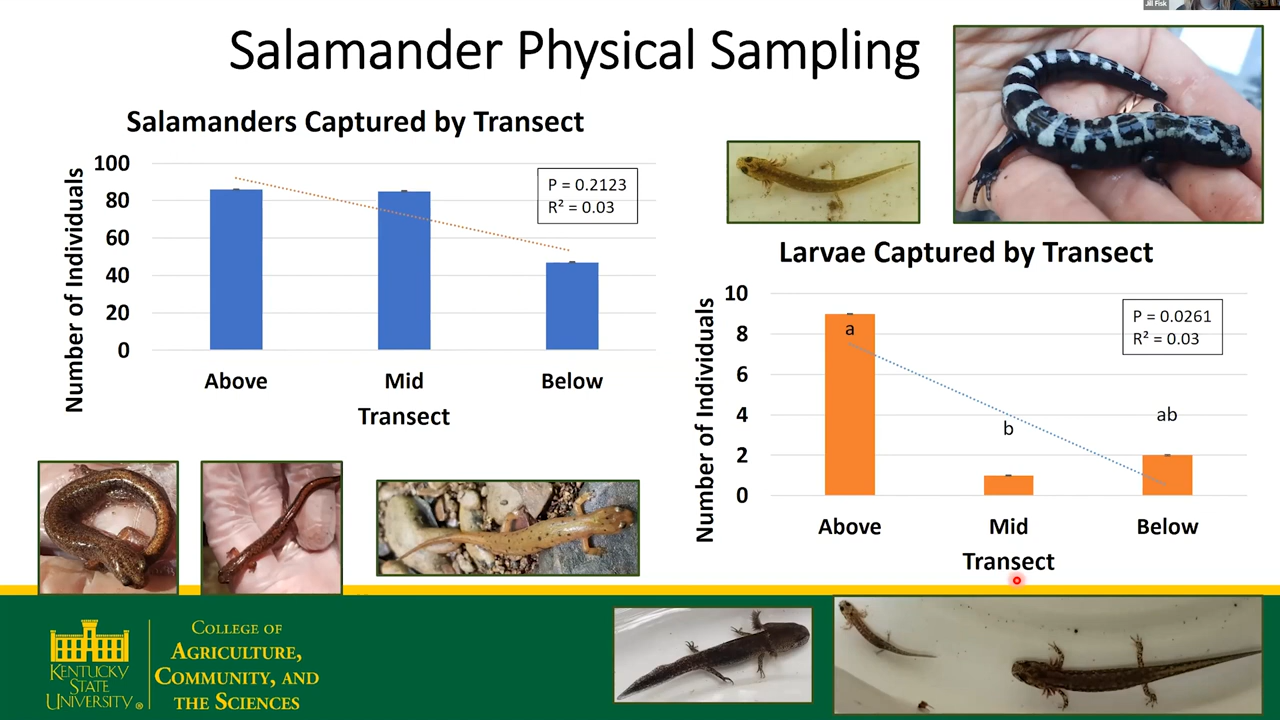 Jill Fisk
Salamander Physical Sampling
Salamanders Captured by Transect
Number of Individuals
100
80
60
40
20
0
P = 0.2123
R² = 0.03
Above
Mid
Below
Transect
Larvae Captured by Transect
Number of Individuals
10
8
6
4
2
0
P = 0.0261
R² = 0.03
a
b
ab
Above
Mid
Below
Transect
KENTUCKY
STATE
UNIVERSITY®
COLLEGE OF
AGRICULTURE,
COMMUNITY, AND
THE SCIENCES